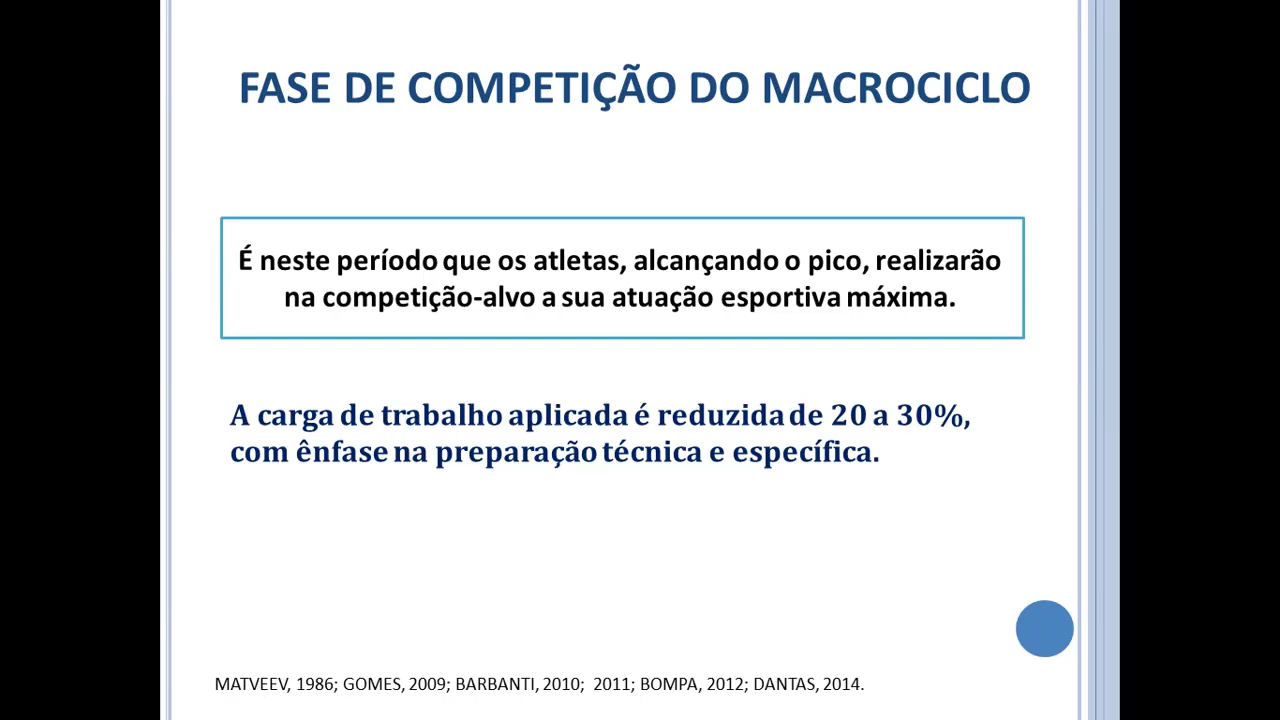 FASE DE COMPETIÇÃO DO MACROCICLO
É neste período que os atletas, alcançando o pico, realizarão
na competição-alvo a sua atuação esportiva máxima.
A carga de trabalho aplicada é reduzida de 20 a 30%,
com ênfase na preparação técnica e específica.
MATVEEV, 1986; GOMES, 2009; BARBANTI, 2010; 2011; BOMPA, 2012; DANTAS, 2014.